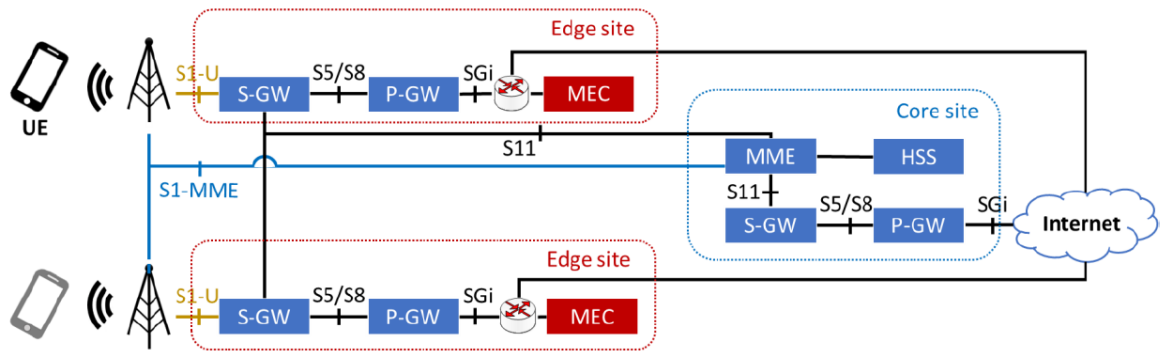 Edge site
S1-U
S-GW
S5/S8
P-GW
SGi
MEC
UE
Core site
S11
MME
HSS
S1-MME
S11
S-GW
S5/S8
P-GW
SGi
Internet
Edge site
S1-U
S-GW
S5/S8
P-GW
SGi
MEC